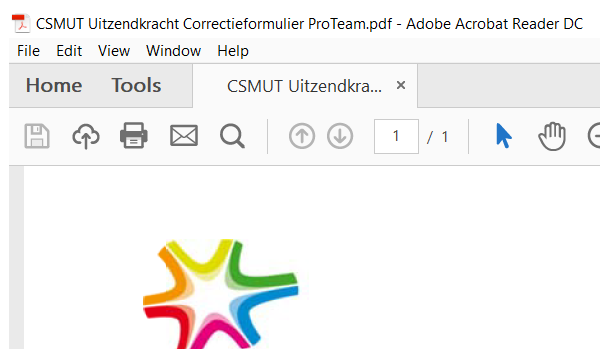 CSMUT Uitzendkracht Correctieformulier ProTeam.pdf - Adobe Acrobat Reader DC
File Edit View Window Help
Home Tools CSMUT Uitzendkra... ×
1 / 1